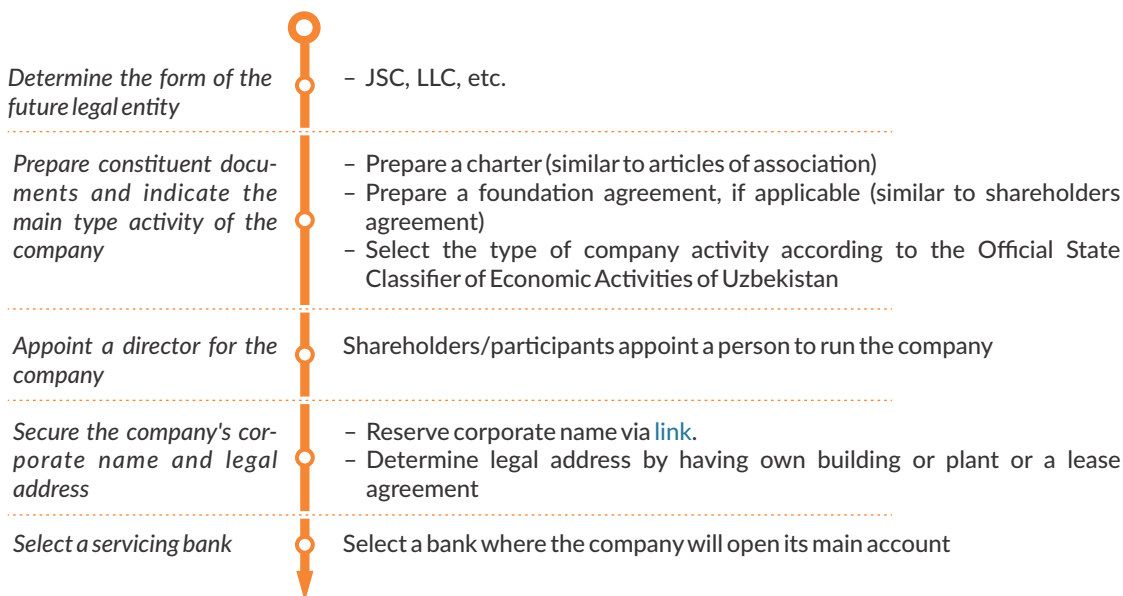 Determine the form of the
future legal entity
– JSC, LLC, etc.
Prepare constituent docu-
ments and indicate the
main type activity of the
company
– Prepare a charter (similar to articles of association)
– Prepare a foundation agreement, if applicable (similar to shareholders
agreement)
– Select the type of company activity according to the Official State
Classifier of Economic Activities of Uzbekistan
Appoint a director for the
company
Shareholders/participants appoint a person to run the company
Secure the company's cor-
porate name and legal
address
– Reserve corporate name via link.
– Determine legal address by having own building or plant or a lease
agreement
Select a servicing bank
Select a bank where the company will open its main account